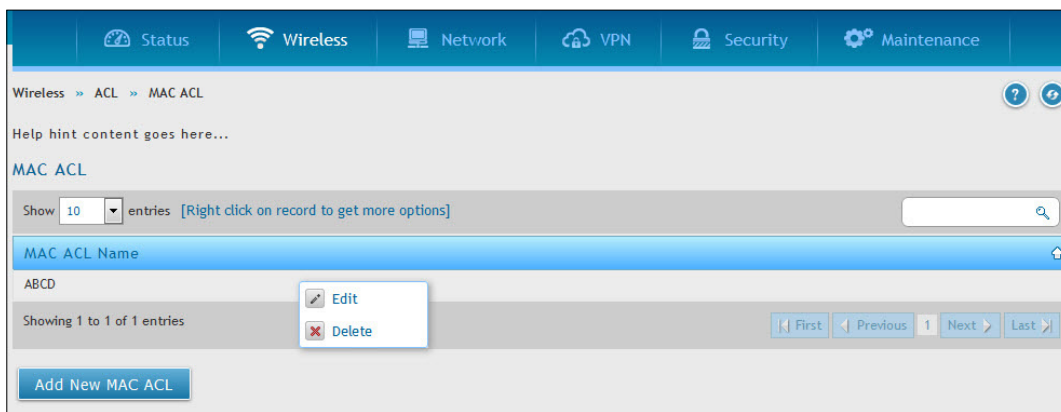 Status Wireless Network VPN Security Maintenance
Wireless » ACL » MAC ACL
Help hint content goes here...
MAC ACL
Show 10 entries [Right click on record to get more options]
MAC ACL Name
ABCD
Edit
Showing 1 to 1 of 1 entries First Previous 1 Next Last
Delete
Add New MAC ACL